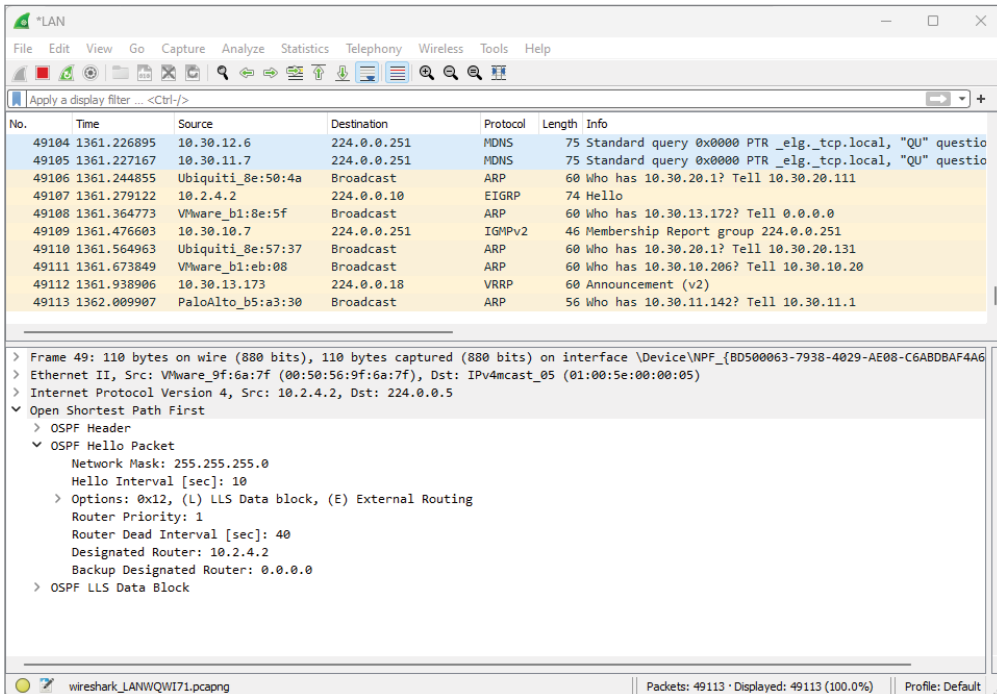 *LAN
File Edit View Go Capture Analyze Statistics Telephony Wireless Tools Help
Apply a display filter ... <Ctrl-/>
No. Time Source Destination Protocol Length Info
49104 1361.226895 10.30.12.6 224.0.0.251 MDNS 75 Standard query 0x0000 PTR _elg._tcp.local, "QU" questio
49105 1361.227167 10.30.11.7 224.0.0.251 MDNS 75 Standard query 0x0000 PTR _elg._tcp.local, "QU" questio
49106 1361.244855 Ubiquiti_8e:50:4a Broadcast ARP 60 Who has 10.30.20.1? Tell 10.30.20.111
49107 1361.279122 10.2.4.2 224.0.0.10 EIGRP 74 Hello
49108 1361.364773 VMware_b1:8e:5f Broadcast ARP 60 Who has 10.30.13.172? Tell 0.0.0.0
49109 1361.476603 10.30.10.7 224.0.0.251 IGMPv2 46 Membership Report group 224.0.0.251
49110 1361.564963 Ubiquiti_8e:57:37 Broadcast ARP 60 Who has 10.30.20.1? Tell 10.30.20.131
49111 1361.673849 VMware_b1:eb:08 Broadcast ARP 60 Who has 10.30.10.206? Tell 10.30.10.20
49112 1361.938906 10.30.13.173 224.0.0.18 VRRP 60 Announcement (v2)
49113 1362.009907 PaloAlto_b5:a3:30 Broadcast ARP 56 Who has 10.30.11.142? Tell 10.30.11.1
Frame 49: 110 bytes on wire (880 bits), 110 bytes captured (880 bits) on interface \Device\NPF_{BD500063-7938-4029-AE08-C6ABDBAF4A6
Ethernet II, Src: VMware_9f:6a:7f (00:50:56:9f:6a:7f), Dst: IPv4mcast_05 (01:00:5e:00:00:05)
Internet Protocol Version 4, Src: 10.2.4.2, Dst: 224.0.0.5
Open Shortest Path First
OSPF Header
OSPF Hello Packet
Network Mask: 255.255.255.0
Hello Interval [sec]: 10
Options: 0x12, (L) LLS Data block, (E) External Routing
Router Priority: 1
Router Dead Interval [sec]: 40
Designated Router: 10.2.4.2
Backup Designated Router: 0.0.0.0
OSPF LLS Data Block
wireshark_LANWQWI71.pcapng Packets: 49113 · Displayed: 49113 (100.0%) Profile: Default